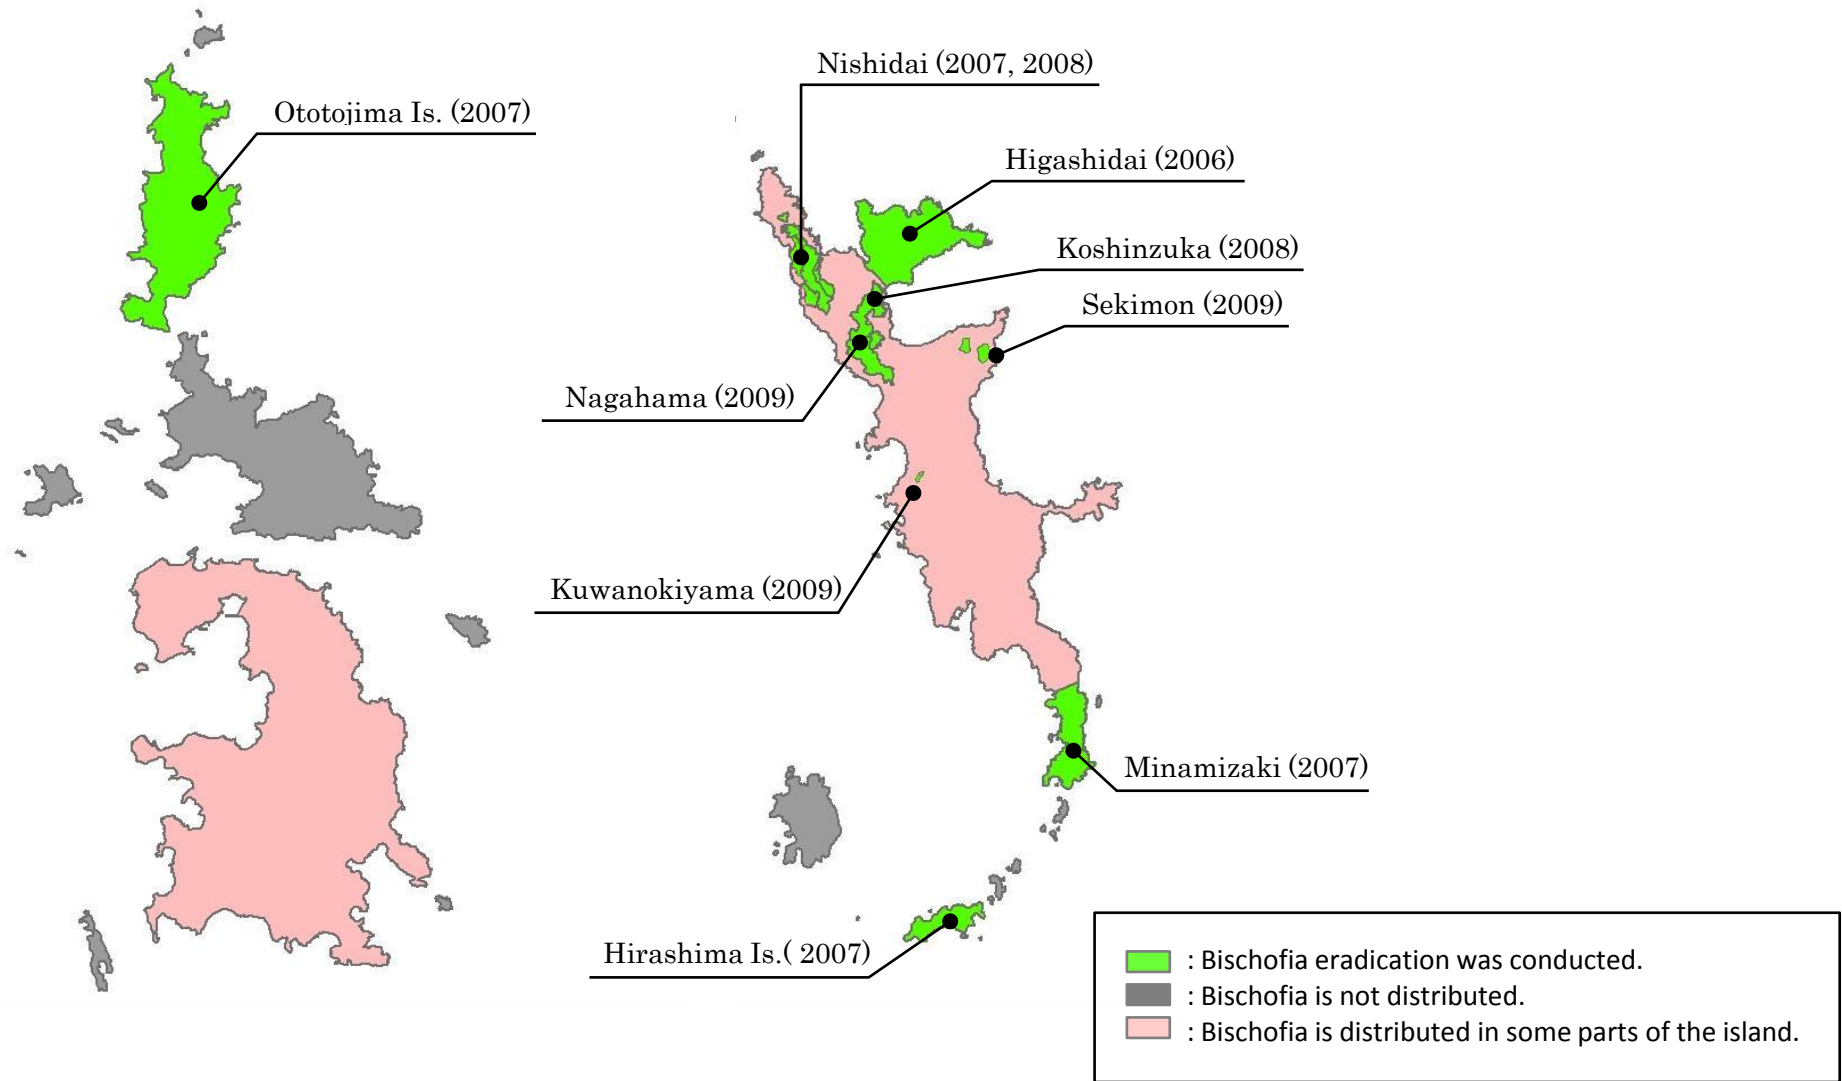 Nishidai (2007, 2008)
Ototojima Is. (2007)
Higashidai (2006)
Koshinzuka (2008)
Sekimon (2009)
Nagahama (2009)
Kuwanokiyama (2009)
Minamizaki (2007)
Hirashima Is.( 2007)
: Bischofia eradication was conducted.
: Bischofia is not distributed.
: Bischofia is distributed in some parts of the island.